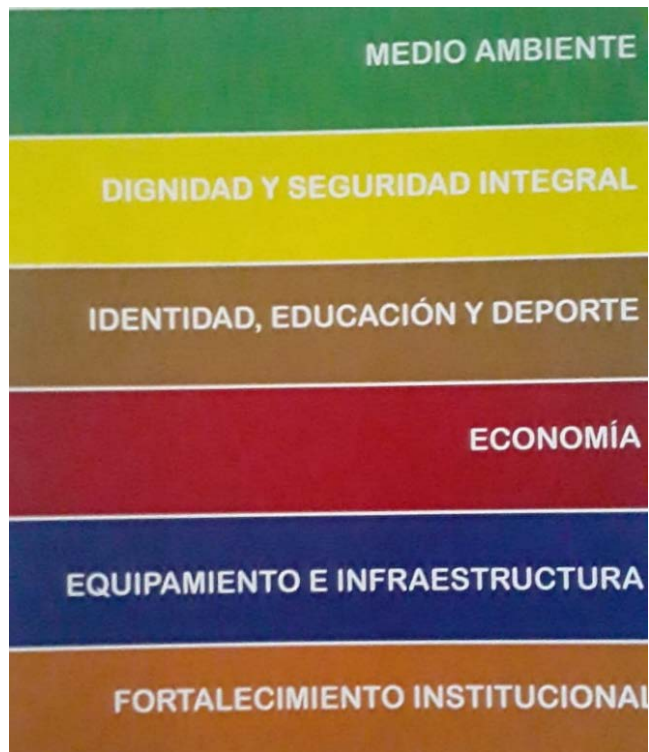 MEDIO AMBIENTE
DIGNIDAD Y SEGURIDAD INTEGRAL
IDENTIDAD, EDUCACIÓN Y DEPORTE
ECONOMÍA
EQUIPAMIENTO E INFRAESTRUCTURA
FORTALECIMIENTO INSTITUCIONAL